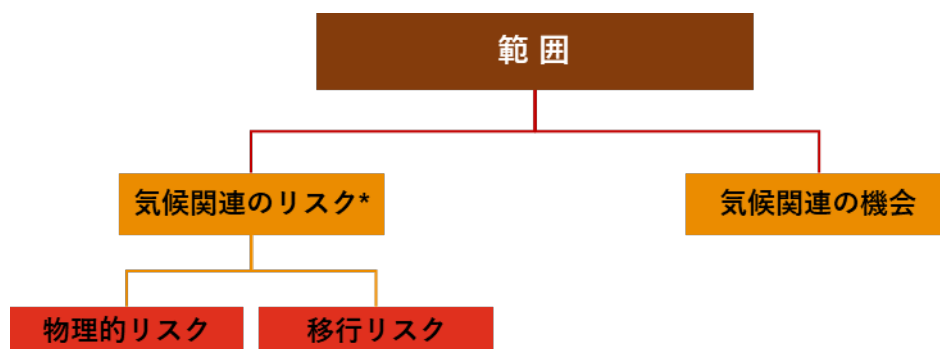 範 囲
気候関連のリスク*
気候関連の機会
物理的リスク
移行リスク